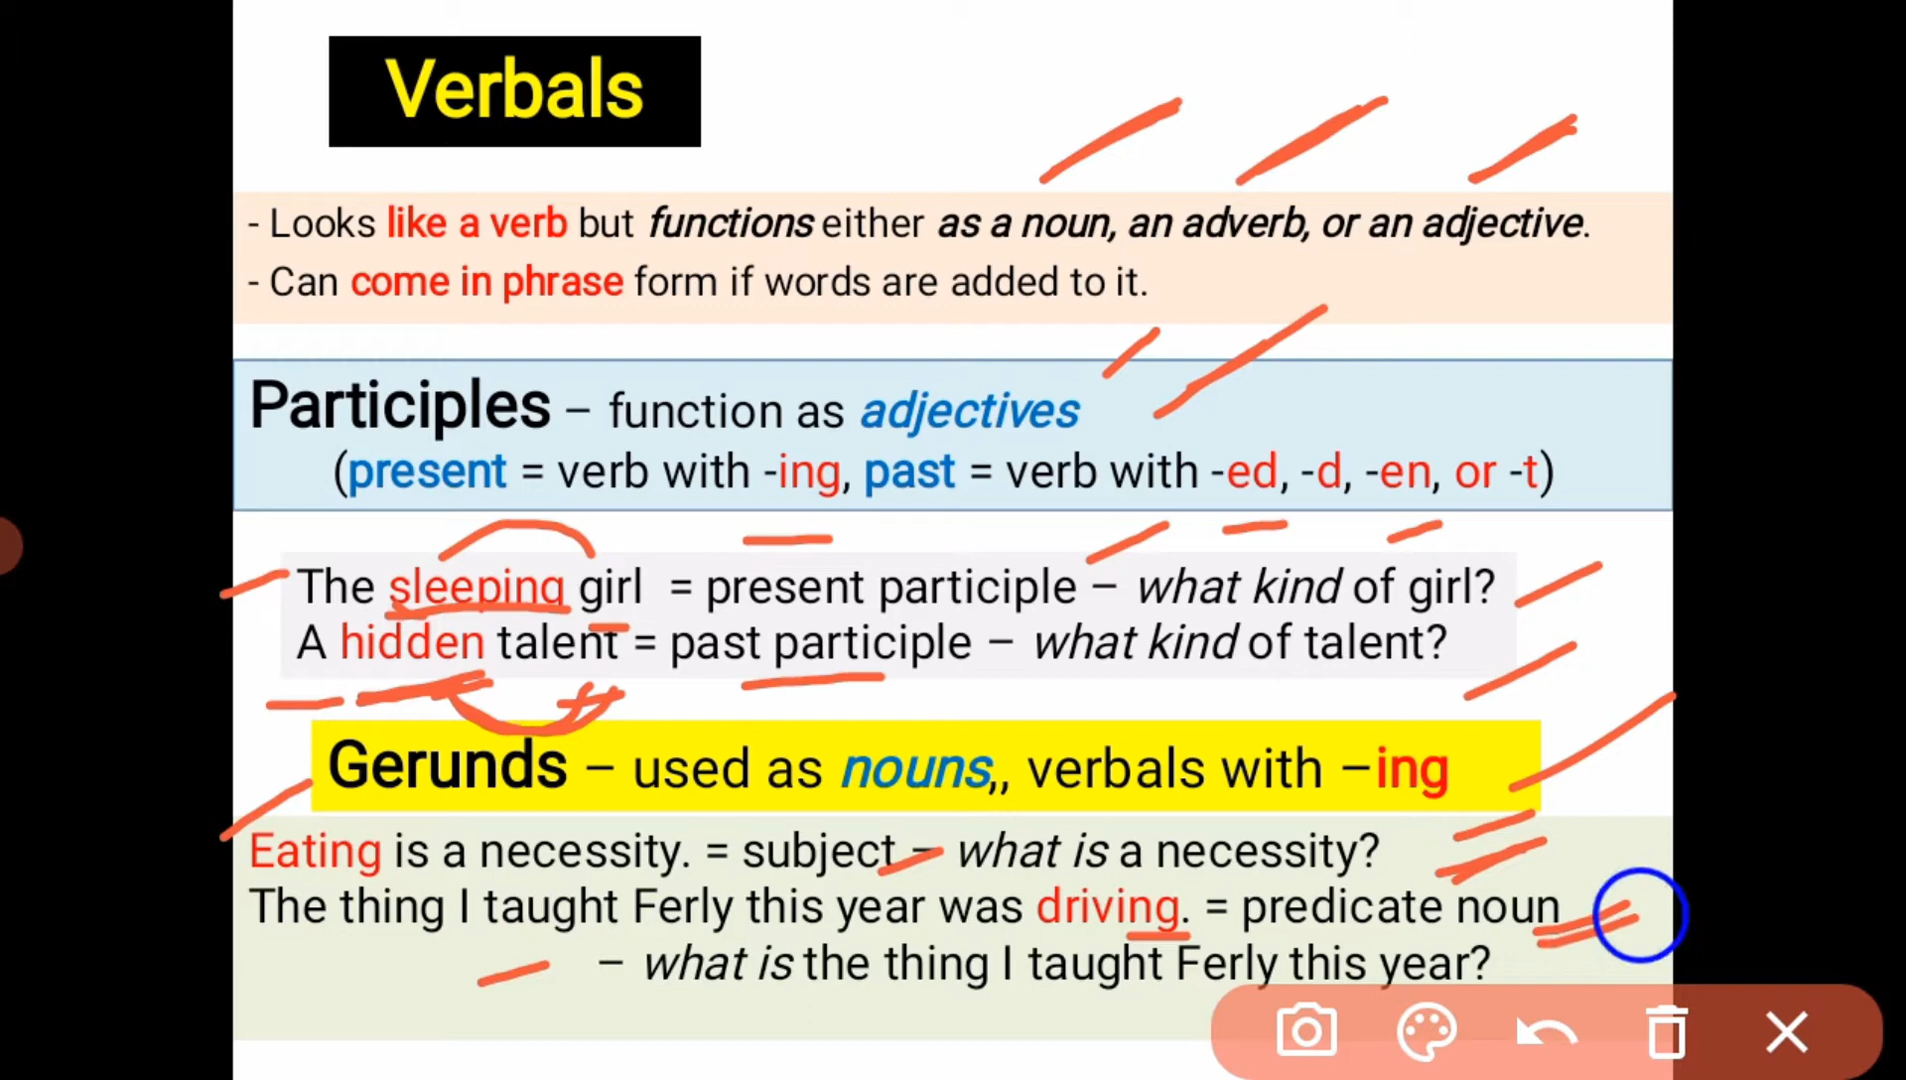 Verbals
- Looks like a verb but functions either as a noun, an adverb, or an adjective.
- Can come in phrase form if words are added to it.
Participles – function as adjectives
(present = verb with -ing, past = verb with -ed, -d, -en, or -t)
The sleeping girl = present participle – what kind of girl?
A hidden talent = past participle – what kind of talent?
Gerunds – used as nouns,, verbals with –ing
Eating is a necessity. = subject – what is a necessity?
The thing I taught Ferly this year was driving. = predicate noun
– what is the thing I taught Ferly this year?